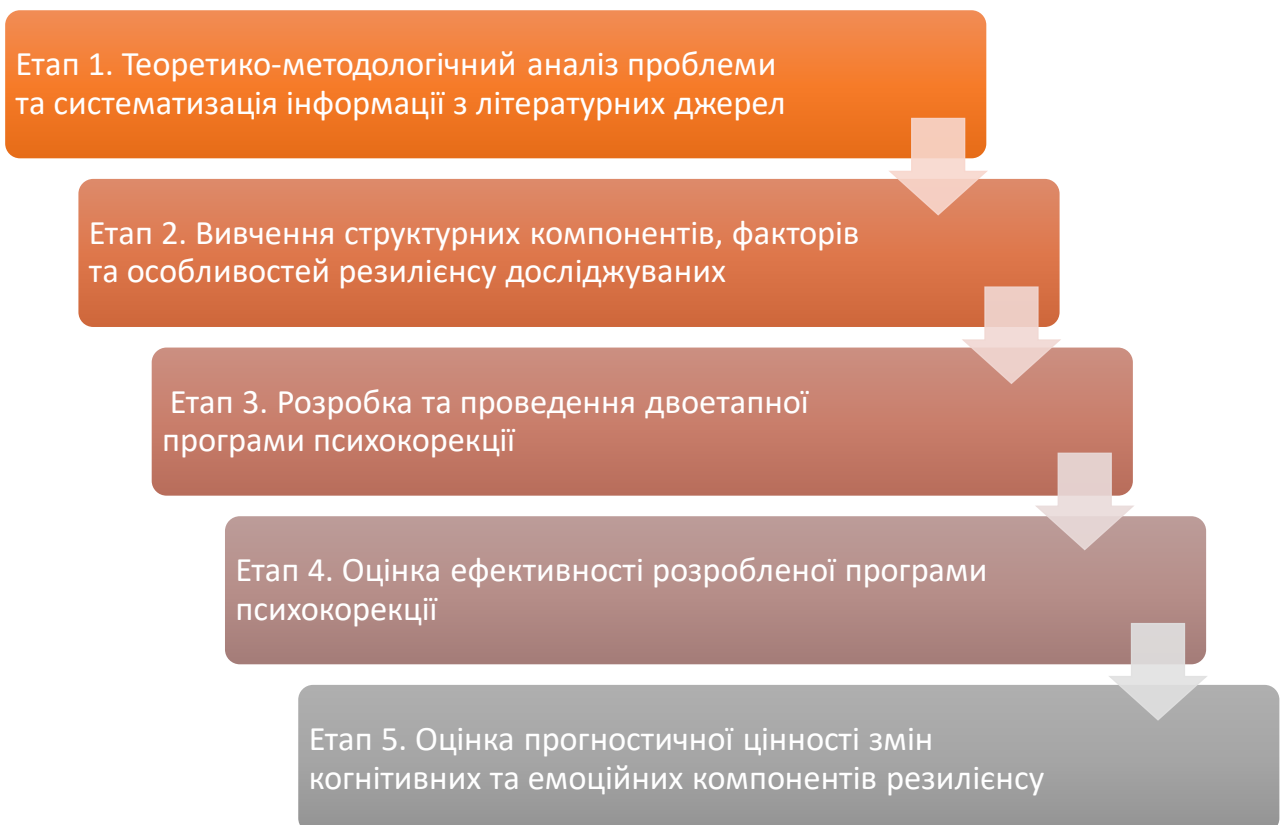 Етап 1. Теоретико-методологічний аналіз проблеми
та систематизація інформації з літературних джерел
Етап 2. Вивчення структурних компонентів, факторів
та особливостей резилієнсу досліджуваних
Етап 3. Розробка та проведення двоетапної
програми психокорекції
Етап 4. Оцінка ефективності розробленої програми
психокорекції
Етап 5. Оцінка прогностичної цінності змін
когнітивних та емоційних компонентів резилієнсу